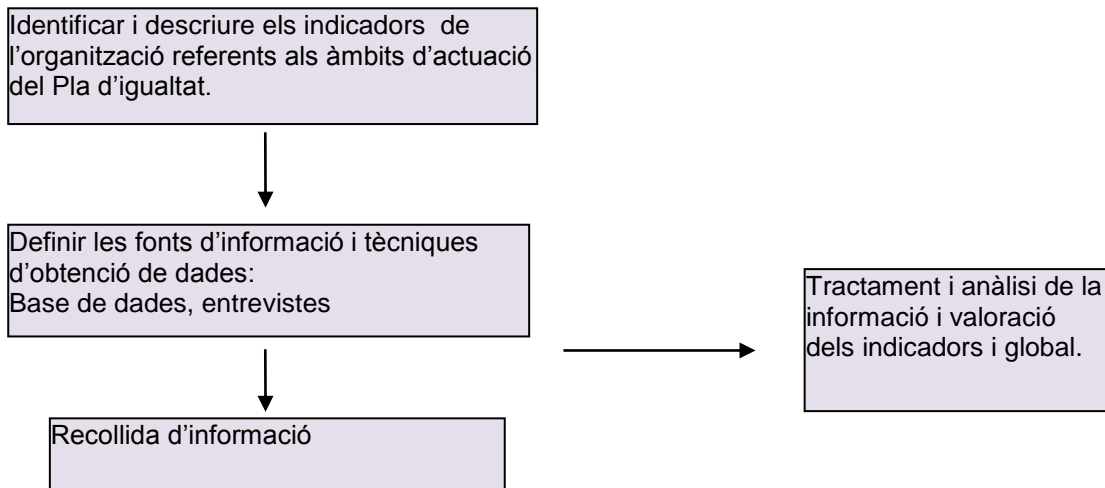 Identificar i descriure els indicadors  de
l’organització referents als àmbits d’actuació
del Pla d’igualtat.
Definir les fonts d’informació i tècniques
d’obtenció de dades:
Base de dades, entrevistes
Recollida d’informació
Tractament i anàlisi de la
informació i valoració
dels indicadors i global.